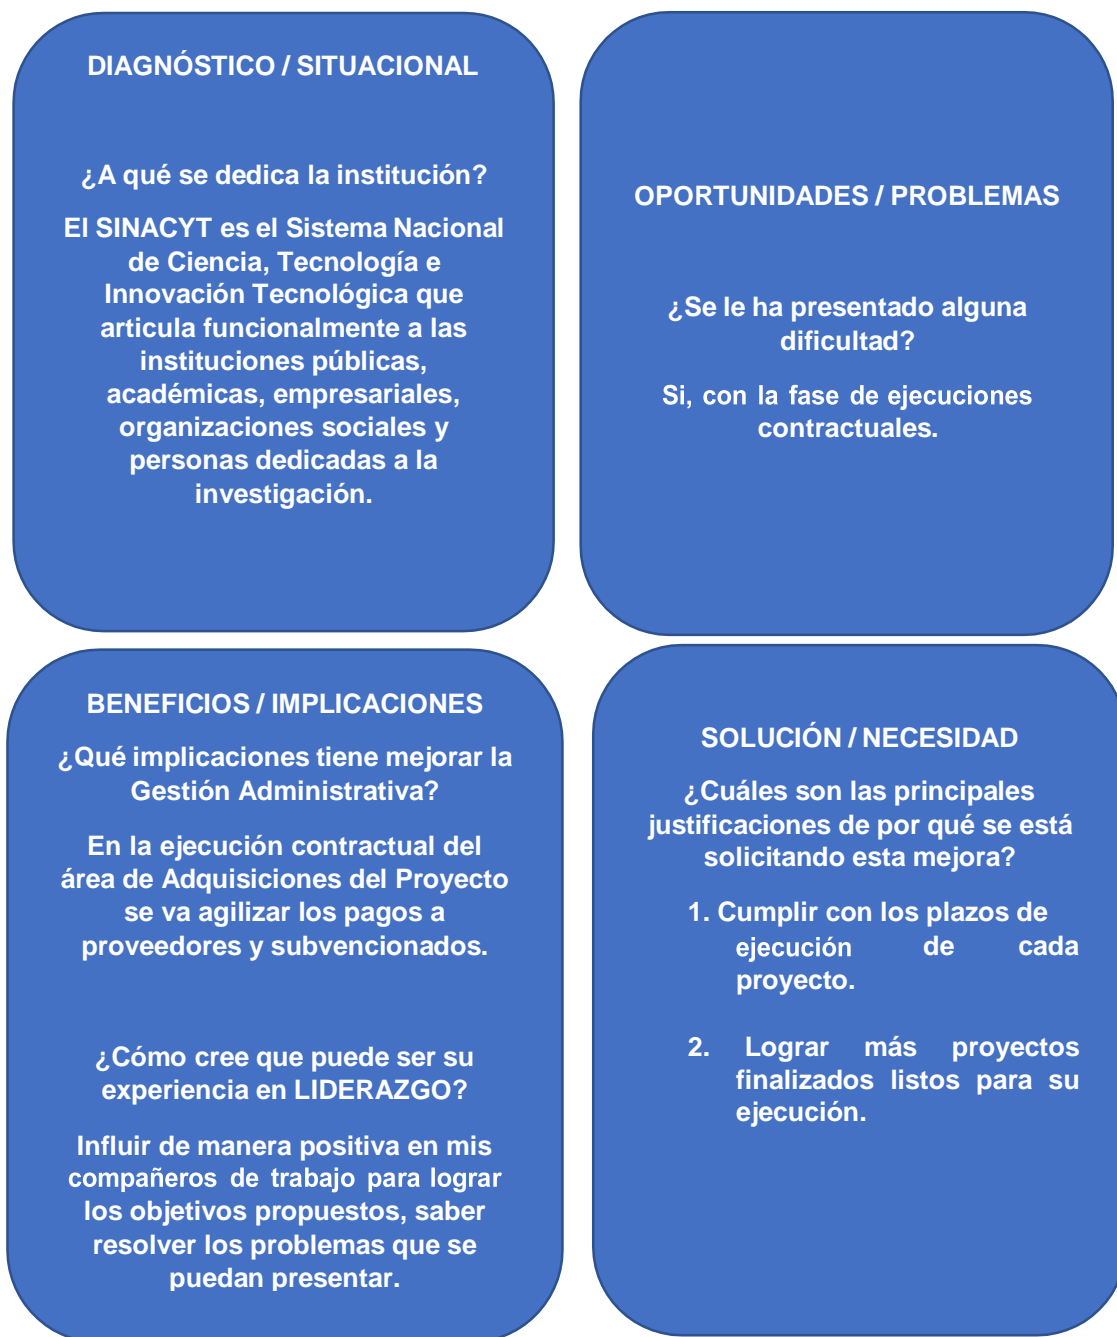 DIAGNÓSTICO / SITUACIONAL
¿A qué se dedica la institución?
El SINACYT es el Sistema Nacional
de Ciencia, Tecnología e
Innovación Tecnológica que
articula funcionalmente a las
instituciones públicas,
académicas, empresariales,
organizaciones sociales y
personas dedicadas a la
investigación.
OPORTUNIDADES / PROBLEMAS
¿Se le ha presentado alguna
dificultad?
Si, con la fase de ejecuciones
contractuales.
BENEFICIOS / IMPLICACIONES
¿Qué implicaciones tiene mejorar la
Gestión Administrativa?
En la ejecución contractual del
área de Adquisiciones del Proyecto
se va agilizar los pagos a
proveedores y subvencionados.
¿Cómo cree que puede ser su
experiencia en LIDERAZGO?
Influir de manera positiva en mis
compañeros de trabajo para lograr
los objetivos propuestos, saber
resolver los problemas que se
puedan presentar.
SOLUCIÓN / NECESIDAD
¿Cuáles son las principales
justificaciones de por qué se está
solicitando esta mejora?
1. Cumplir con los plazos de
ejecución de cada
proyecto.
2. Lograr más proyectos
finalizados listos para su
ejecución.